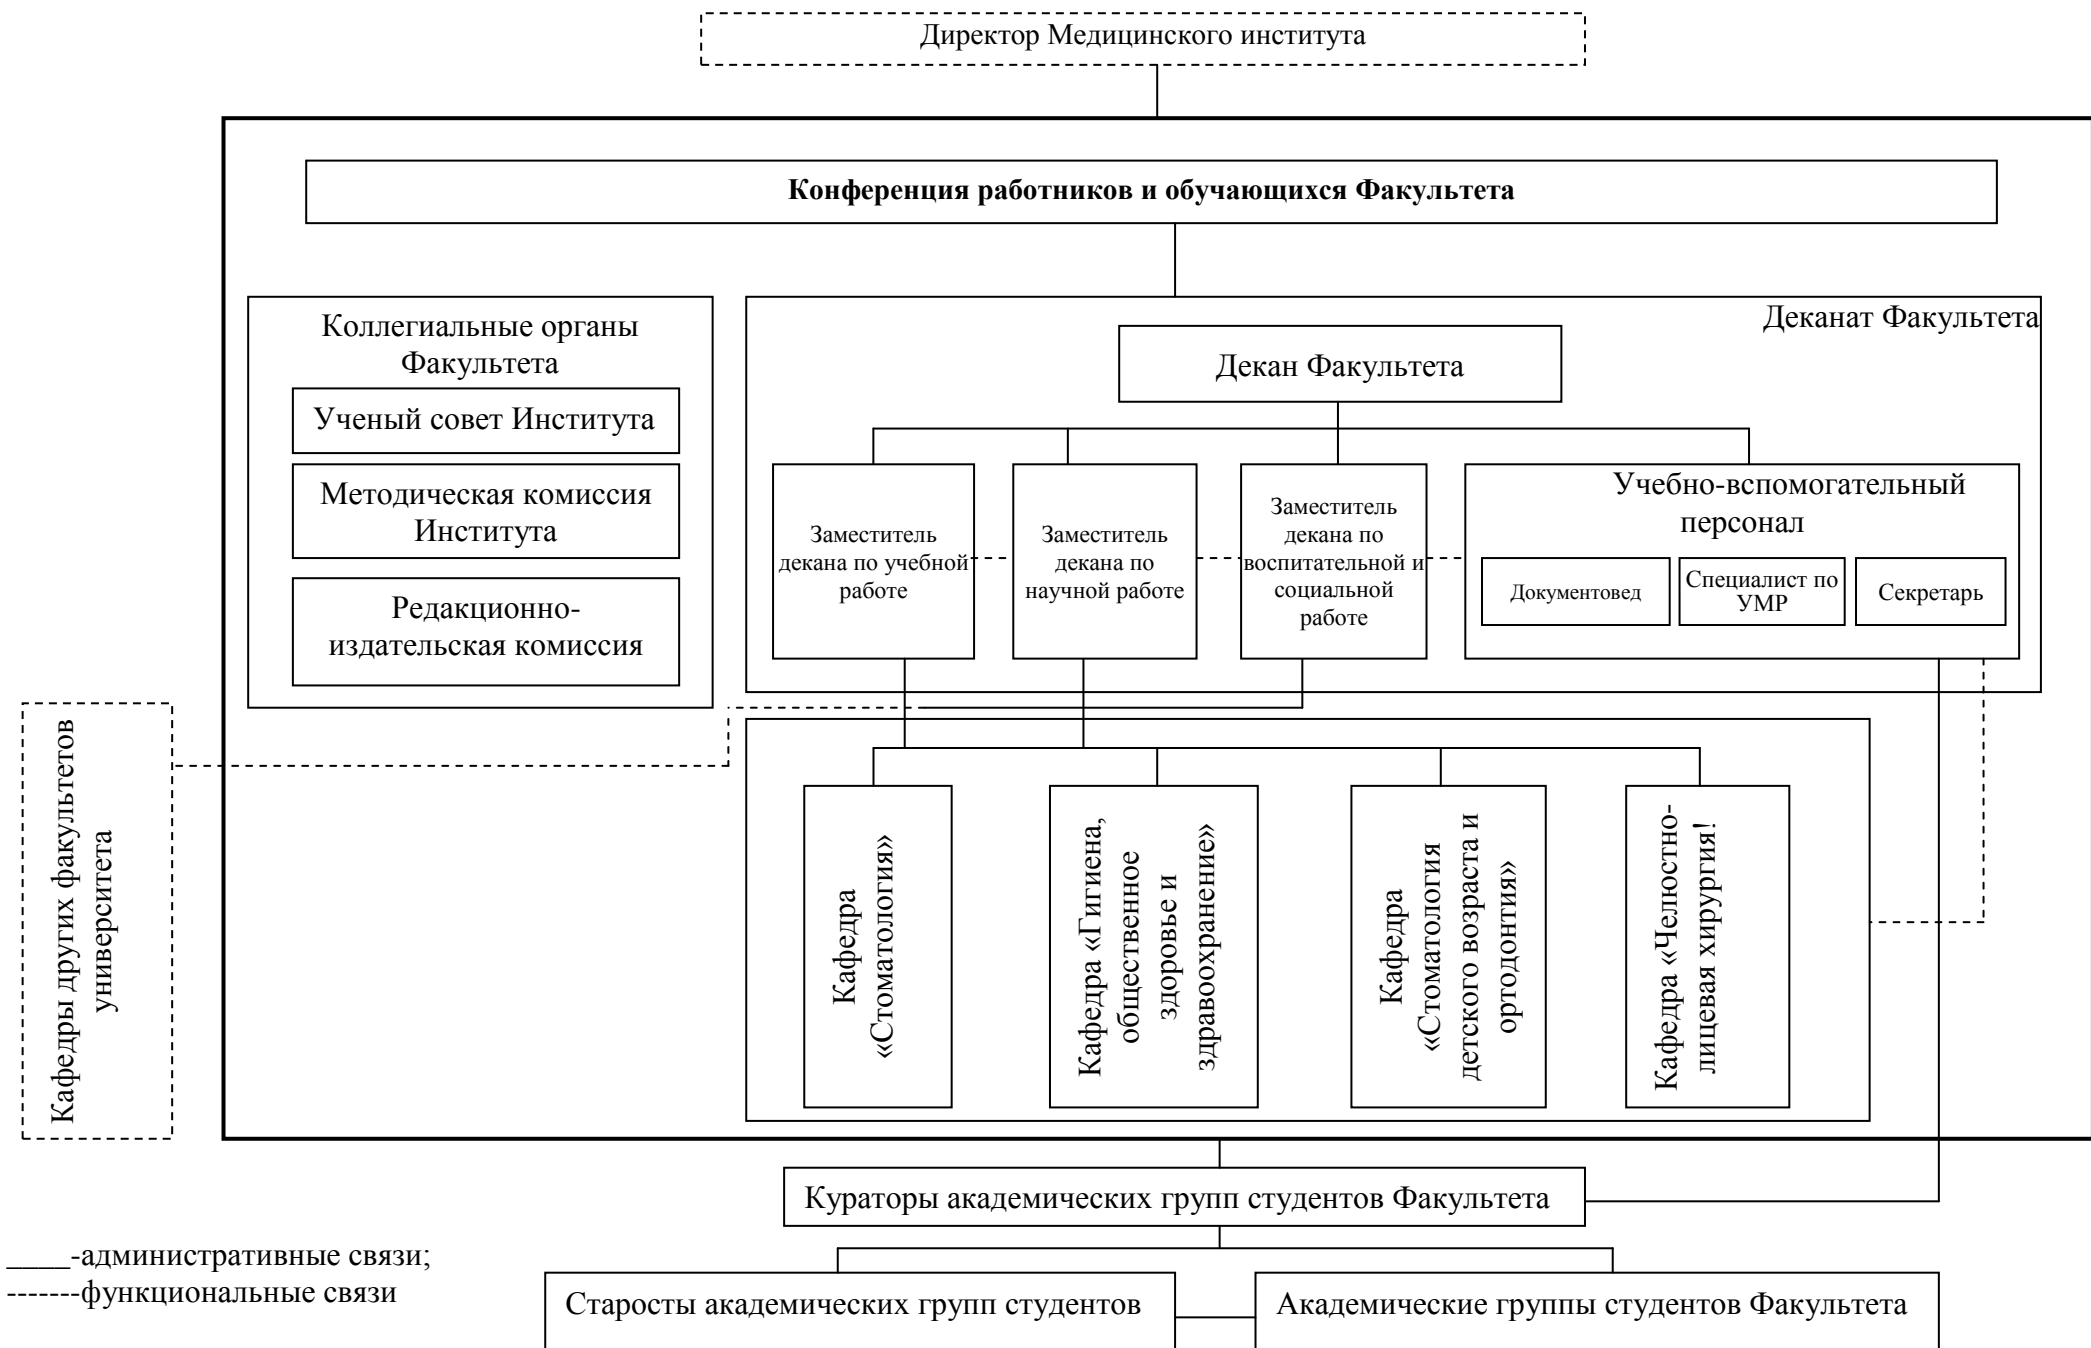 Директор Медицинского института
Конференция работников и обучающихся Факультета
Коллегиальные органы
Факультета
Ученый совет Института
Методическая комиссия
Института
Редакционно-
издательская комиссия
Деканат Факультета
Декан Факультета
Заместитель
декана по учебной
работе
Заместитель
декана по
научной работе
Заместитель
декана по
воспитательной и
социальной
работе
Учебно-вспомогательный
персонал
Документовед
Специалист по
УМР
Секретарь
Кафедры других факультетов
университета
Кафедра
«Стоматология»
Кафедра «Гигиена,
общественное
здоровье и
здравоохранение»
Кафедра
«Стоматология
детского возраста и
ортодонтия»
Кафедра «Челюстно-
лицевая хирургия!
Кураторы академических групп студентов Факультета
____-административные связи;
-------функциональные связи
Старосты академических групп студентов
Академические группы студентов Факультета